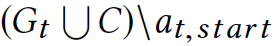 (G_t ⋃ C)\a_{t,start}